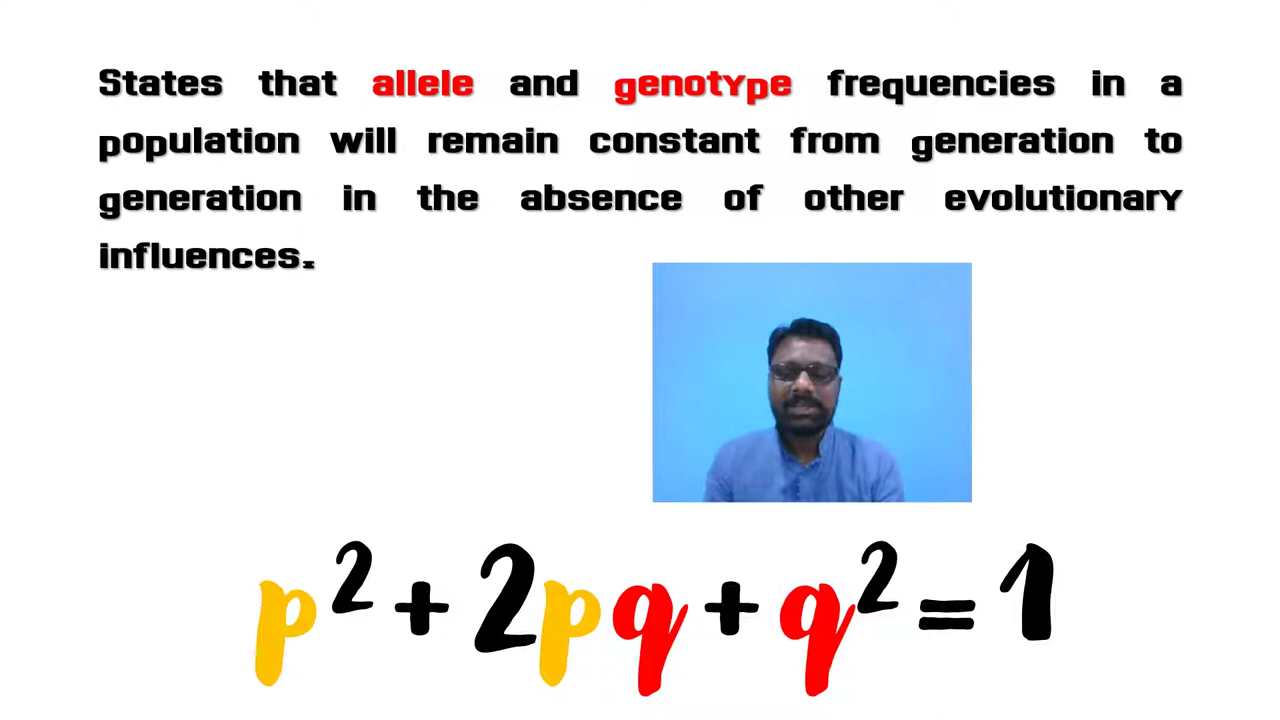 States that allele and genotype frequencies in a
population will remain constant from generation to
generation in the absence of other evolutionary
influences.
p² + 2pq + q² = 1